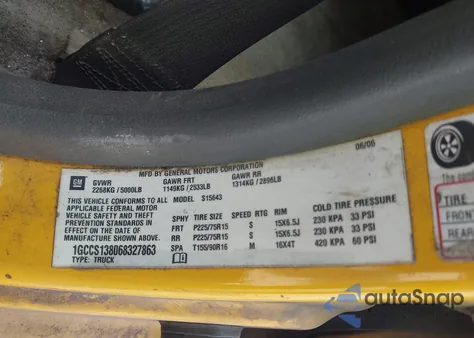 MFD BY GENERAL MOTORS CORPORATION
06/06
GM GVWR GAWR FRT GAWR RR
2268KG / 5000LB 1149KG / 2533LB 1314KG / 2896LB
THIS VEHICLE CONFORMS TO ALL MODEL S15643
APPLICABLE FEDERAL MOTOR
VEHICLE SAFETY AND THEFT
PREVENTION STANDARDS IN
EFFECT ON THE DATE OF
MANUFACTURE SHOWN ABOVE.
SPHY TIRE SIZE SPEED RTG RIM COLD TIRE PRESSURE
FRT P225/75R15 S 15X6.5J 230 KPA 33 PSI
RR P225/75R15 S 15X6.5J 230 KPA 33 PSI
SPA T155/90R16 M 16X4T 420 KPA 60 PSI
1GCCS138068327863
TYPE: TRUCK
TIRE
FRONT
REAR
SPA
autoSnap